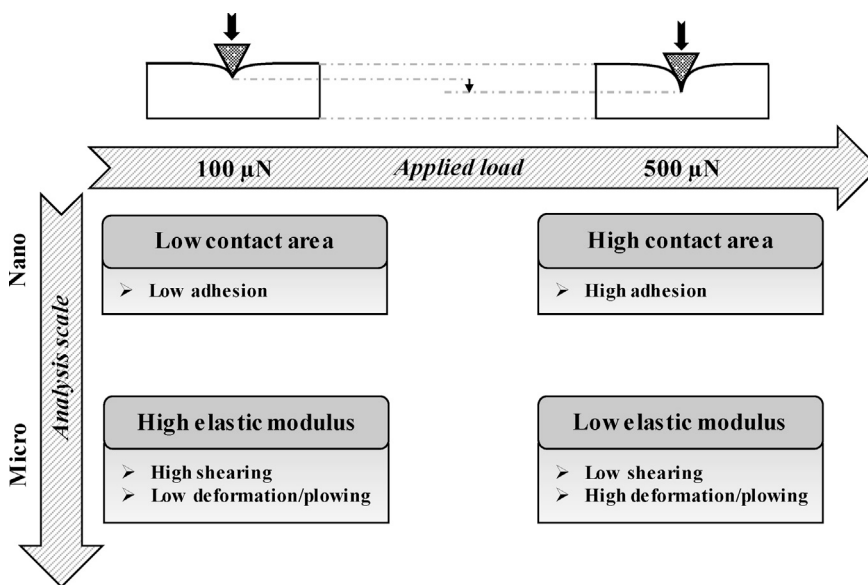 100 µN
Applied load
500 µN
Analysis scale
Nano
Low contact area
➢ Low adhesion
High contact area
➢ High adhesion
Micro
High elastic modulus
➢ High shearing
➢ Low deformation/plowing
Low elastic modulus
➢ Low shearing
➢ High deformation/plowing